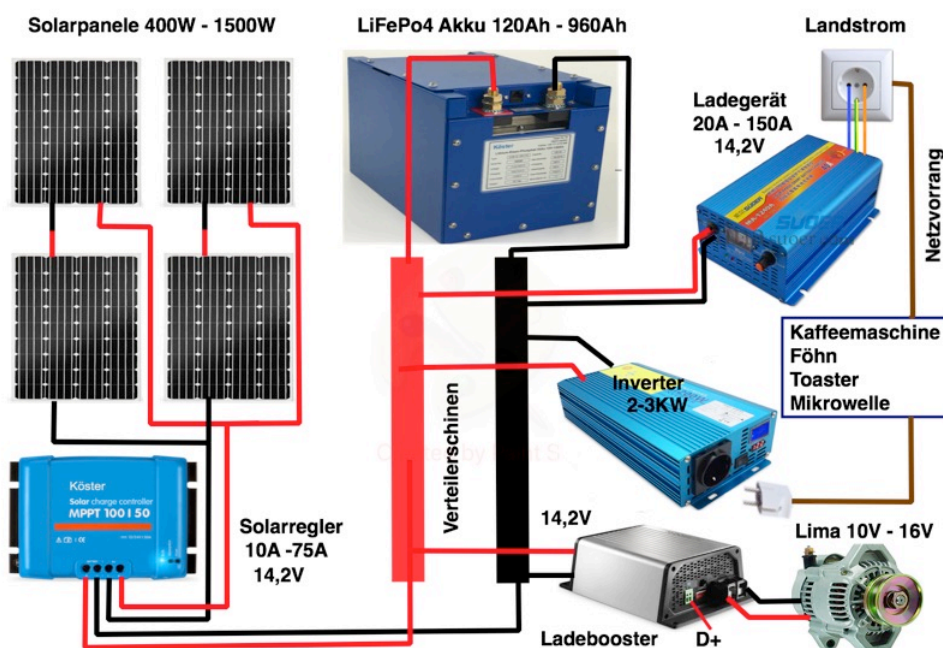 Solarpanele 400W - 1500W
LiFePo4 Akku 120Ah - 960Ah
Landstrom
Ladegerät
20A - 150A
14,2V
Köster
Netzvorrang
Kaffeemaschine
Föhn
Toaster
Mikrowelle
Inverter
2-3KW
Verteilerschinen
Köster
Solar charge controller
MPPT 100 | 50
Solarregler
10A -75A
14,2V
14,2V
Lima 10V - 16V
Ladebooster
D+